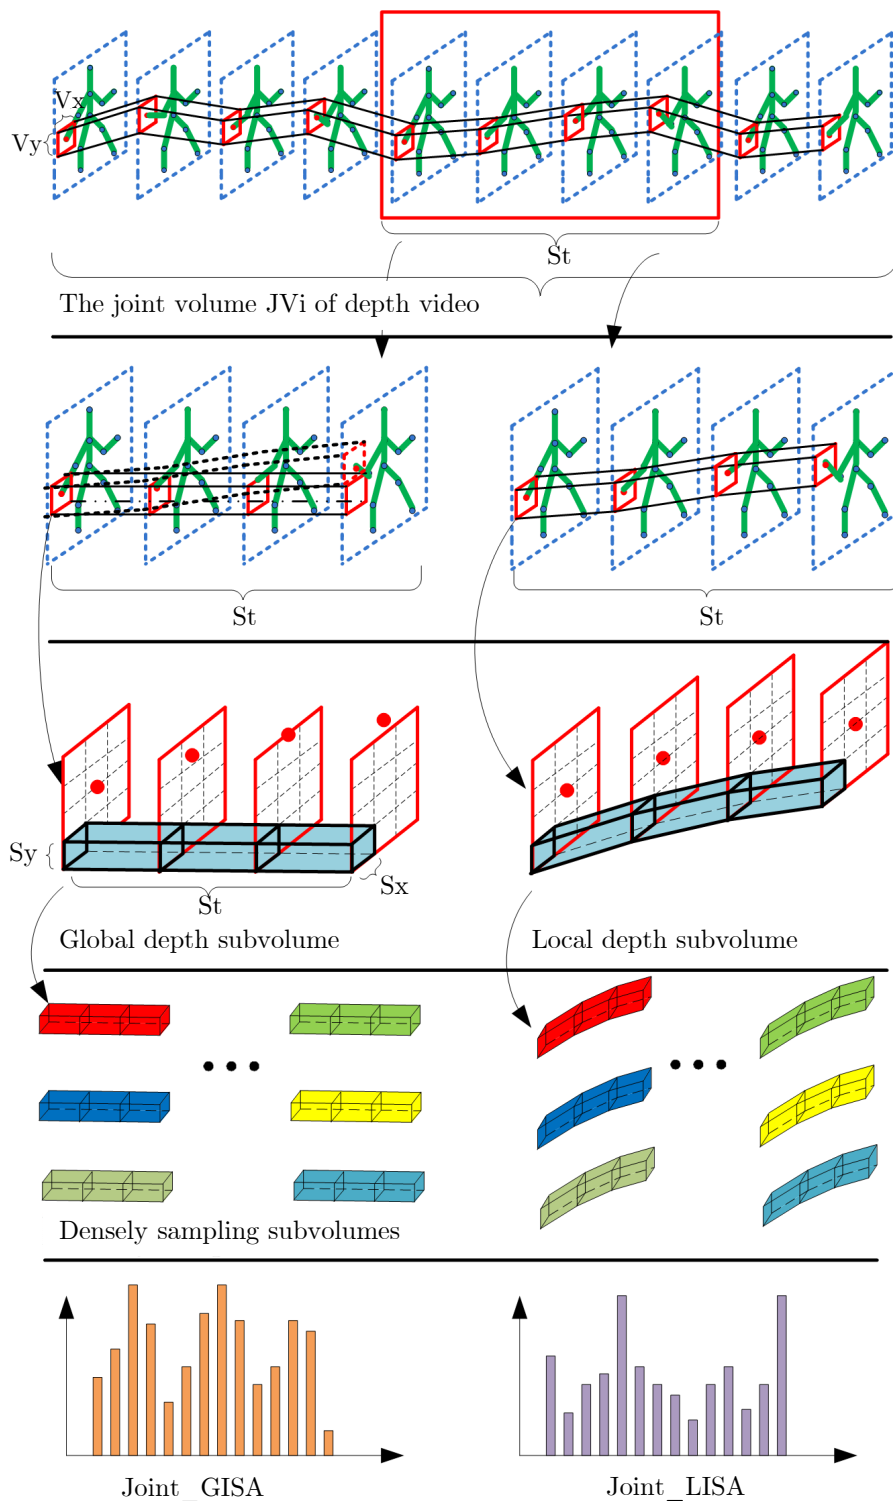 Vx
Vy
St
The joint volume JVi of depth video
St
St
Sy
Sx
St
Global depth subvolume
Local depth subvolume
Densely sampling subvolumes
Joint_GISA
Joint_LISA